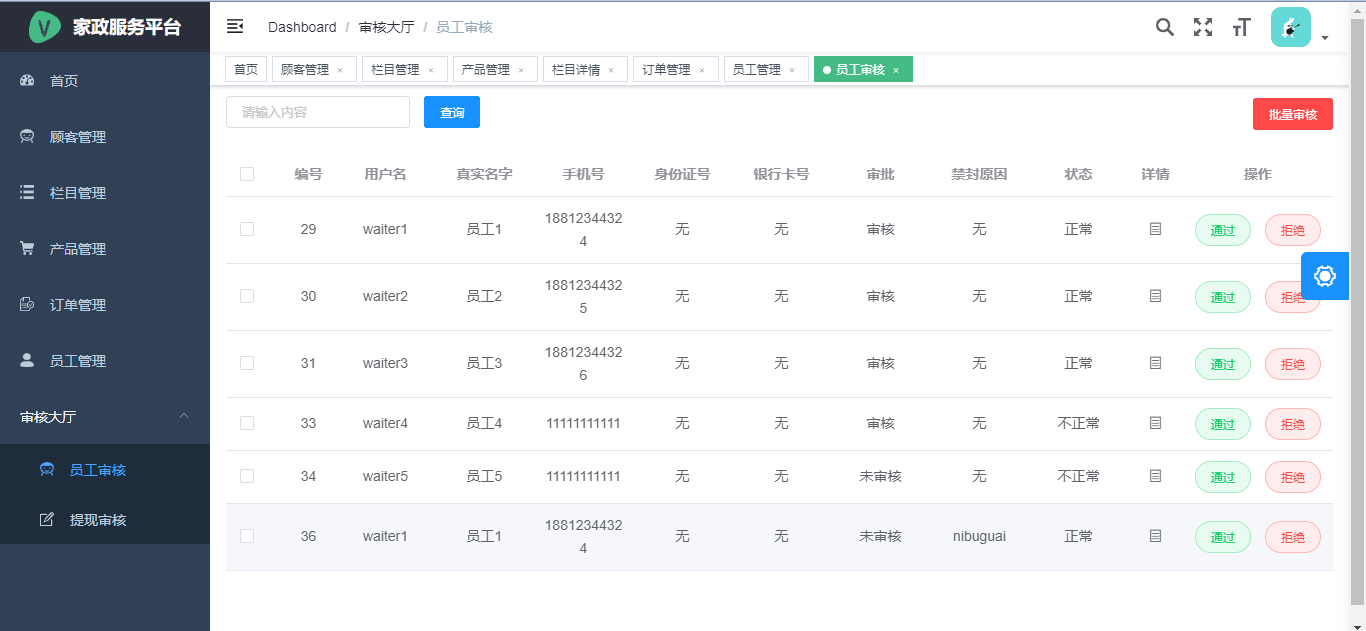 家政服务平台
首页
顾客管理
栏目管理
产品管理
订单管理
员工管理
审核大厅
员工审核
提现审核
Dashboard / 审核大厅 / 员工审核
首页 顾客管理 × 栏目管理 × 产品管理 × 栏目详情 × 订单管理 × 员工管理 × 员工审核 ×
请输入内容 查询 批量审核
编号 用户名 真实名字 手机号 身份证号 银行卡号 审批 禁封原因 状态 详情 操作
29 waiter1 员工1 18812344324 无 无 审核 无 正常 通过 拒绝
30 waiter2 员工2 18812344325 无 无 审核 无 正常 通过 拒绝
31 waiter3 员工3 18812344326 无 无 审核 无 正常 通过 拒绝
33 waiter4 员工4 11111111111 无 无 审核 无 不正常 通过 拒绝
34 waiter5 员工5 11111111111 无 无 未审核 无 不正常 通过 拒绝
36 waiter1 员工1 18812344324 无 无 未审核 nibuguai 正常 通过 拒绝